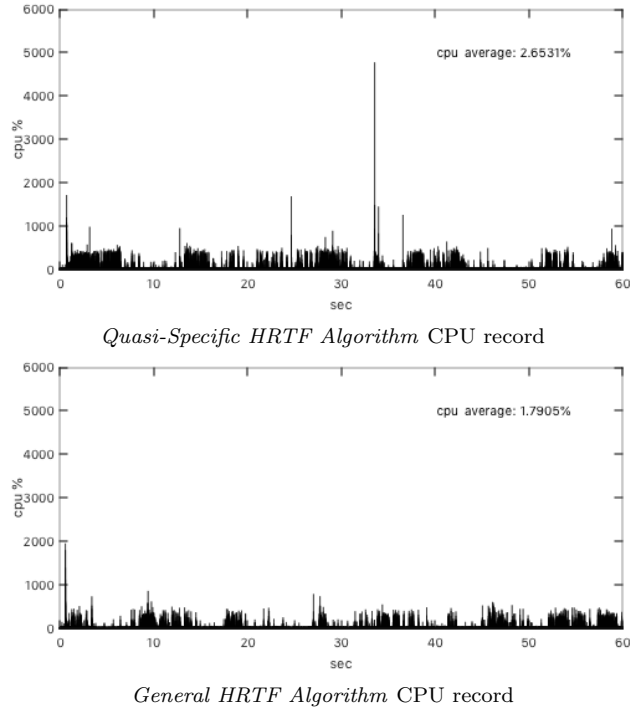 6000
cpu average: 2.6531%
5000
4000
cpu %
3000
2000
1000
0
0 10 20 30 40 50 60
sec
Quasi-Specific HRTF Algorithm CPU record
6000
cpu average: 1.7905%
5000
4000
cpu %
3000
2000
1000
0
0 10 20 30 40 50 60
sec
General HRTF Algorithm CPU record